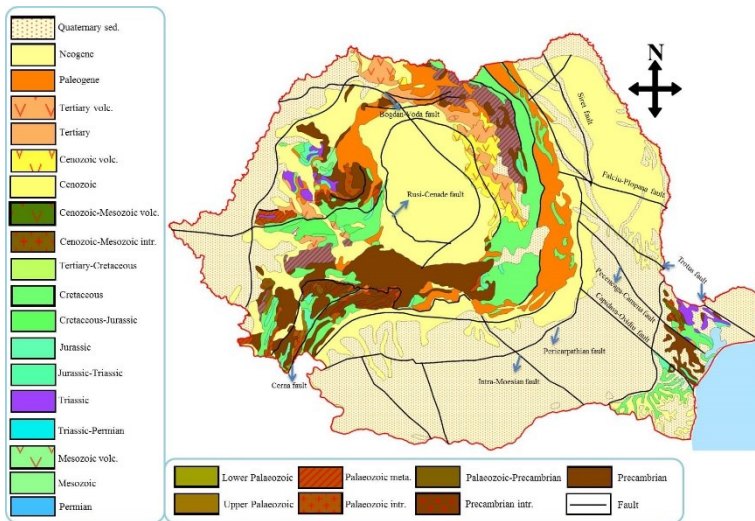 Quaternary sed.
Neogene
Paleogene
Tertiary volc.
Tertiary
Cenozoic volc.
Cenozoic
Cenozoic-Mesozoic volc.
Cenozoic-Mesozoic intr.
Tertiary-Cretaceous
Cretaceous
Cretaceous-Jurassic
Jurassic
Jurassic-Triassic
Triassic
Triassic-Permian
Mesozoic volc.
Mesozoic
Permian
N
Bogdan-Voda fault
Siret fault
Rusi-Cenade fault
Falciu-Plopana fault
Trotus fault
Peceneaga-Camena fault
Capidava-Ovidiu fault
Pericarpathian fault
Intra-Moesian fault
Cerna fault
Lower Palaeozoic
Palaeozoic meta.
Palaeozoic-Precambrian
Precambrian
Upper Palaeozoic
Palaeozoic intr.
Precambrian intr.
Fault